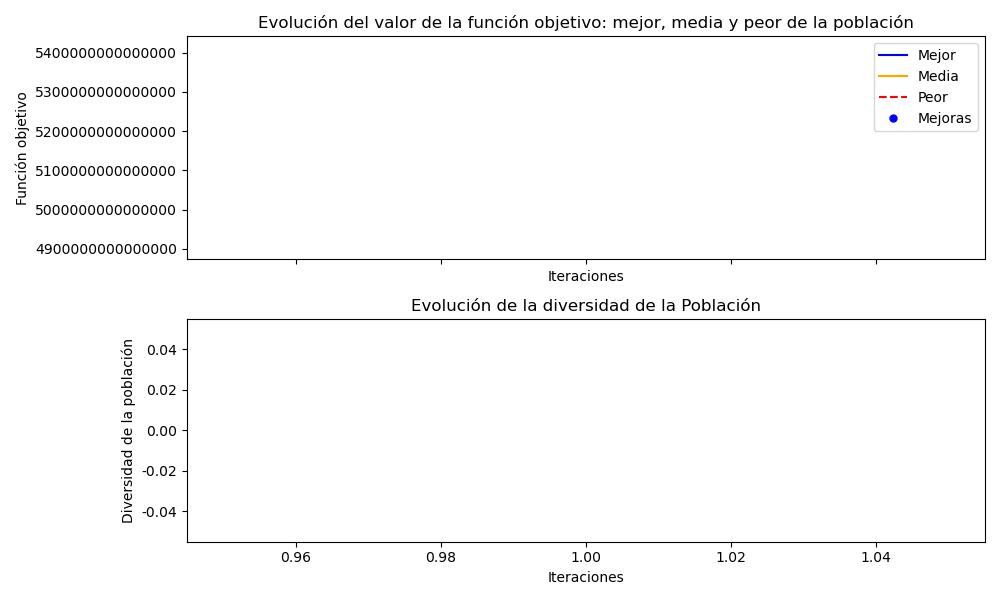 Evolución del valor de la función objetivo: mejor, media y peor de la población
5400000000000000
5300000000000000
5200000000000000
5100000000000000
5000000000000000
4900000000000000
Función objetivo
Mejor
Media
Peor
Mejoras
Iteraciones
Evolución de la diversidad de la Población
0.04
0.02
0.00
-0.02
-0.04
Diversidad de la población
0.96 0.98 1.00 1.02 1.04
Iteraciones